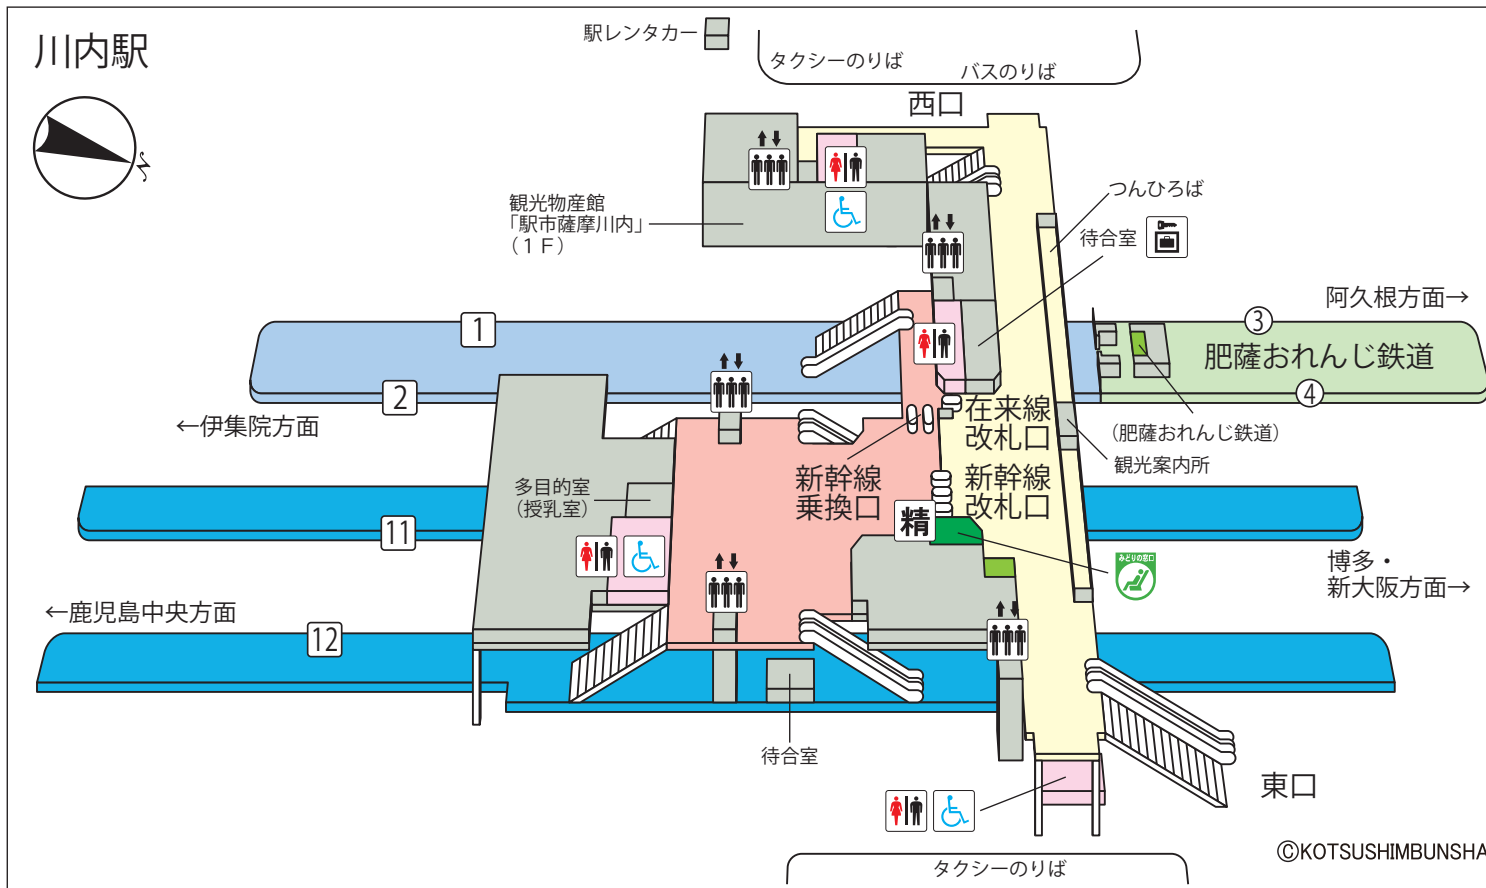 川内駅
駅レンタカー
タクシーのりば
バスのりば
西口
つんひろば
観光物産館
「駅市薩摩川内」
（１Ｆ）
待合室
阿久根方面→
1
③
肥薩おれんじ鉄道
2
④
←伊集院方面
在来線
改札口
（肥薩おれんじ鉄道）
観光案内所
新幹線
乗換口
新幹線
改札口
多目的室
（授乳室）
精
11
みどりの窓口
博多・
新大阪方面→
←鹿児島中央方面
12
待合室
東口
タクシーのりば
©KOTSUSHIMBUNSHA